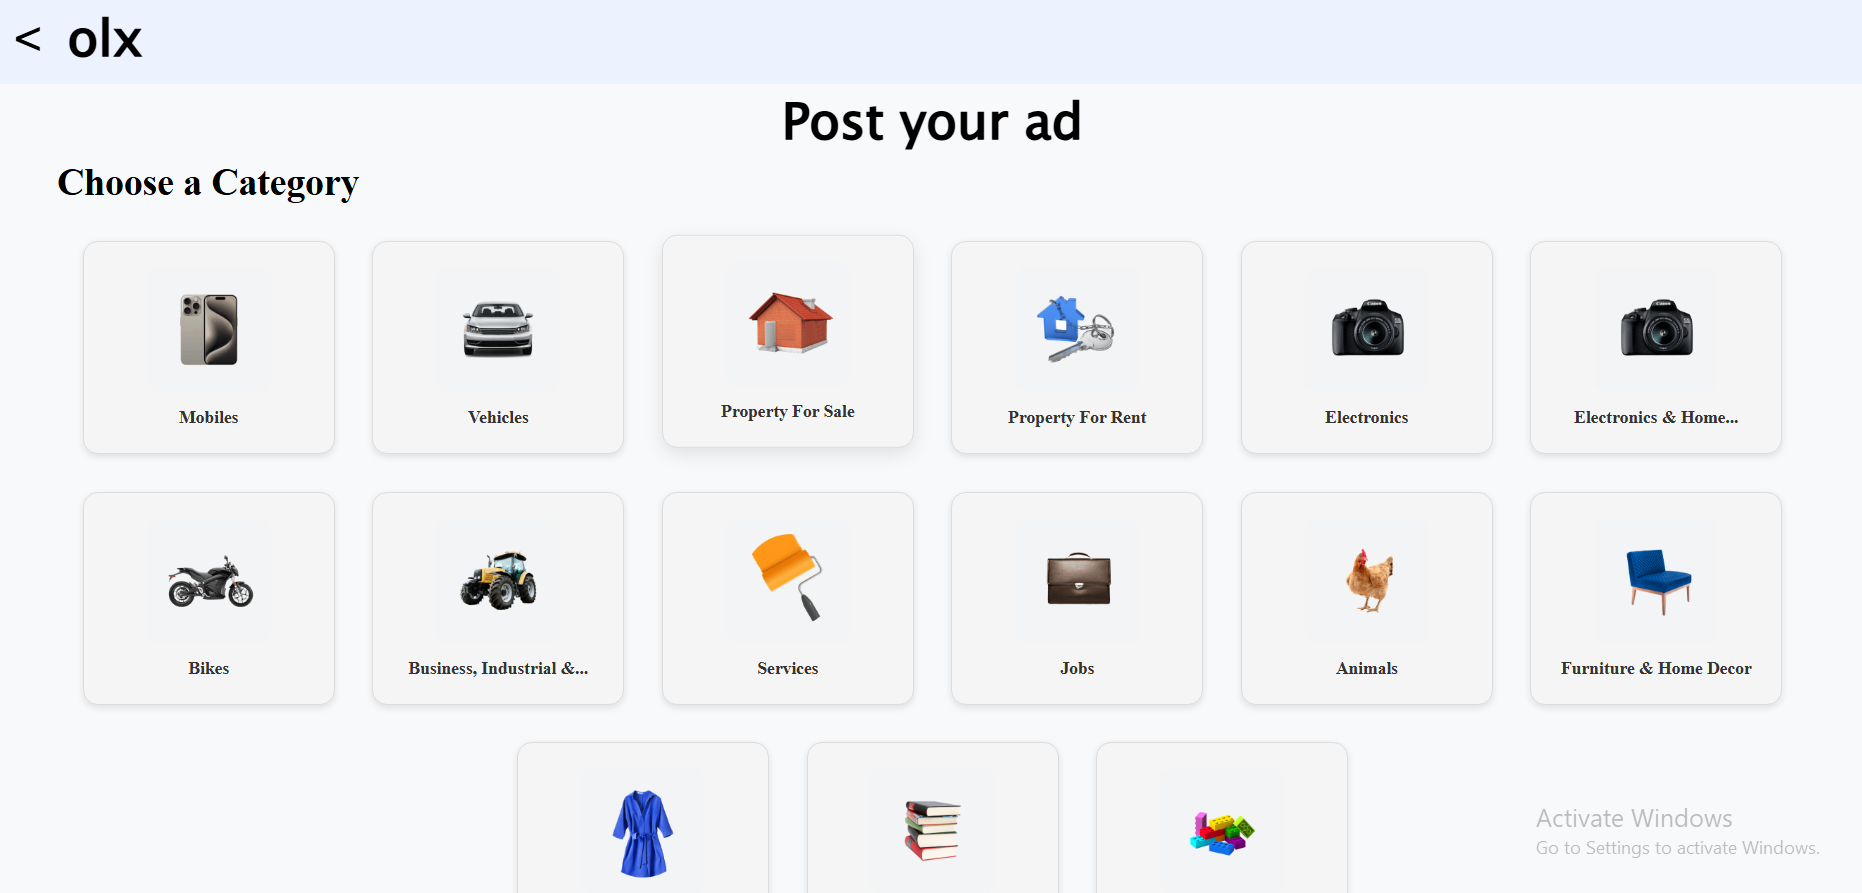 < olx
Post your ad
Choose a Category
Mobiles
Vehicles
Property For Sale
Property For Rent
Electronics
Electronics & Home...
Bikes
Business, Industrial &...
Services
Jobs
Animals
Furniture & Home Decor
Activate Windows
Go to Settings to activate Windows.